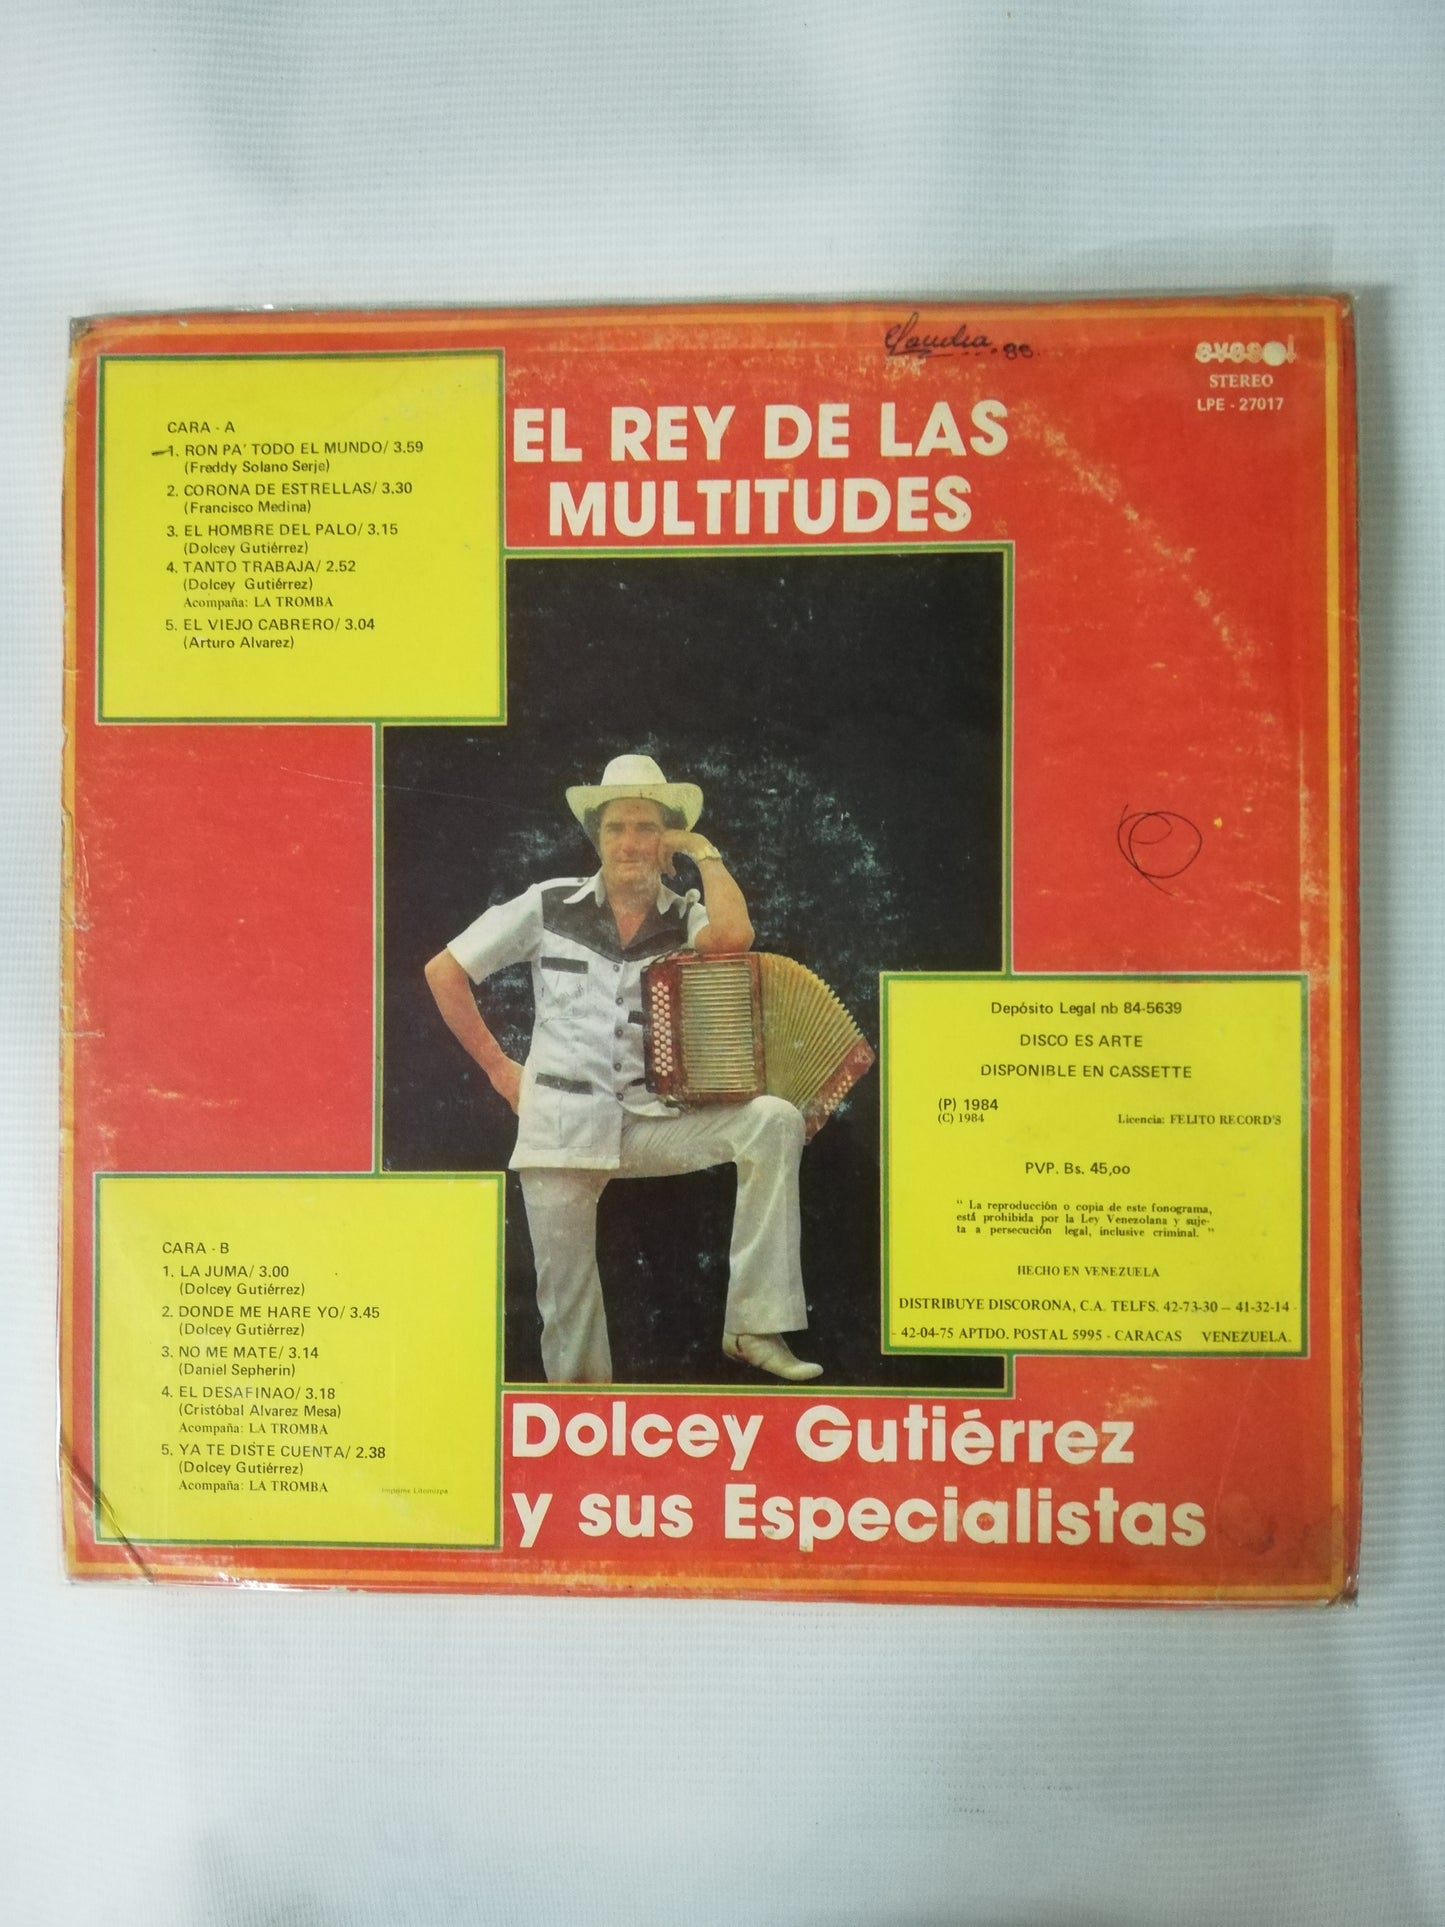 evesol
STEREO
LPE - 27017
EL REY DE LAS
MULTITUDES
CARA - A
1. RON PA' TODO EL MUNDO/ 3.59
(Freddy Solano Serje)
2. CORONA DE ESTRELLAS/ 3.30
(Francisco Medina)
3. EL HOMBRE DEL PALO/ 3.15
(Dolcey Gutiérrez)
4. TANTO TRABAJA/ 2.52
(Dolcey Gutiérrez)
Acompaña: LA TROMBA
5. EL VIEJO CABRERO/ 3.04
(Arturo Alvarez)
Depósito Legal nb 84-5639
DISCO ES ARTE
DISPONIBLE EN CASSETTE
(P) 1984
(C) 1984 Licencia: FELITO RECORD'S
PVP. Bs. 45,oo
“ La reproducción o copia de este fonograma,
está prohibida por la Ley Venezolana y suje-
ta a persecución legal, inclusive criminal. ”
HECHO EN VENEZUELA
DISTRIBUYE DISCORONA, C.A. TELFS. 42-73-30 – 41-32-14 -
- 42-04-75 APTDO. POSTAL 5995 - CARACAS VENEZUELA.
CARA - B
1. LA JUMA/ 3.00
(Dolcey Gutiérrez)
2. DONDE ME HARE YO/ 3.45
(Dolcey Gutiérrez)
3. NO ME MATE/ 3.14
(Daniel Sepherin)
4. EL DESAFINAO/ 3.18
(Cristóbal Alvarez Mesa)
Acompaña: LA TROMBA
5. YA TE DISTE CUENTA/ 2.38
(Dolcey Gutiérrez)
Acompaña: LA TROMBA
Imprime Litomizpa
Dolcey Gutiérrez
y sus Especialistas